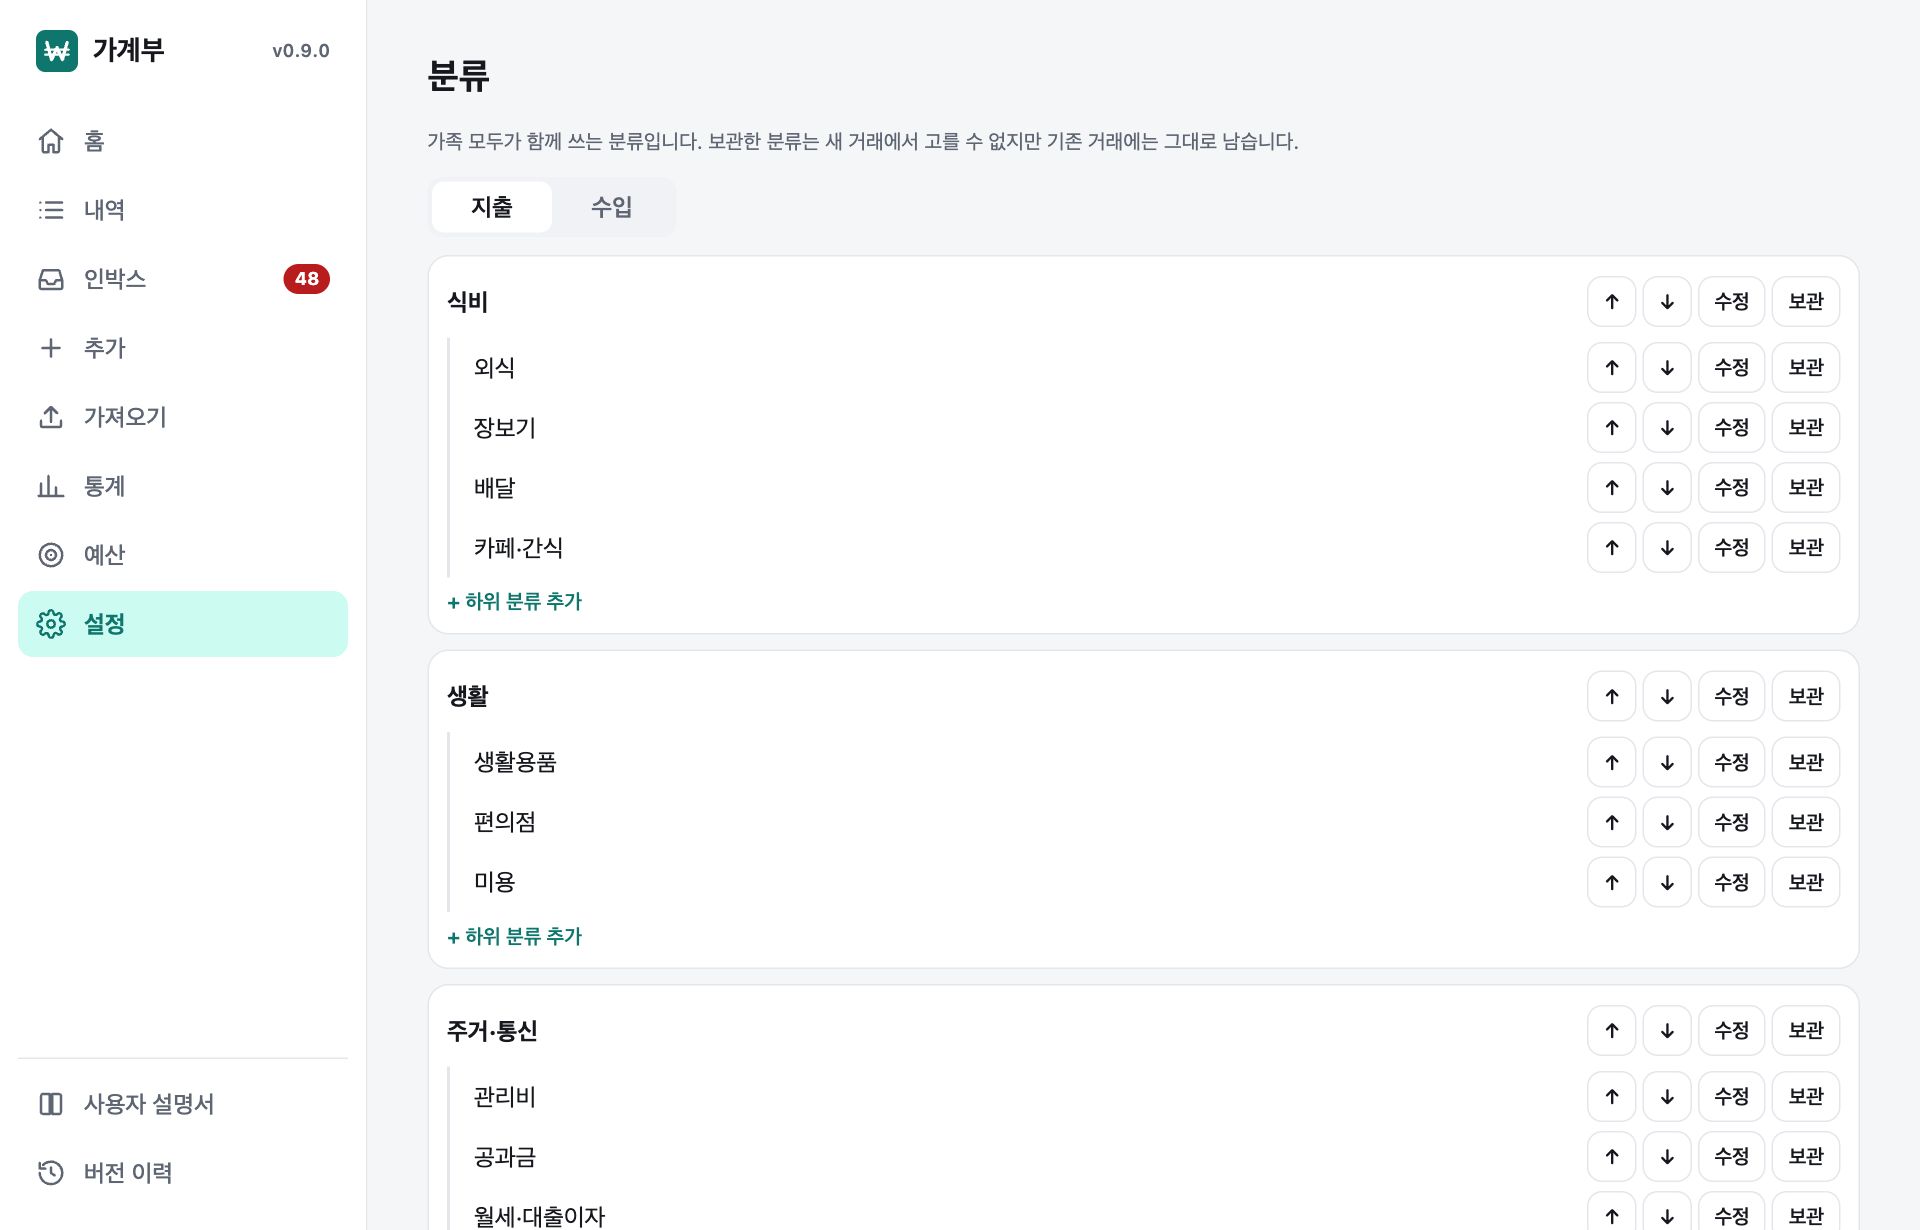 ₩ 가계부 v0.9.0
홈
내역
인박스 48
추가
가져오기
통계
예산
설정
사용자 설명서
버전 이력
분류
가족 모두가 함께 쓰는 분류입니다. 보관한 분류는 새 거래에서 고를 수 없지만 기존 거래에는 그대로 남습니다.
지출 수입
식비 ↑ ↓ 수정 보관
외식 ↑ ↓ 수정 보관
장보기 ↑ ↓ 수정 보관
배달 ↑ ↓ 수정 보관
카페·간식 ↑ ↓ 수정 보관
+ 하위 분류 추가
생활 ↑ ↓ 수정 보관
생활용품 ↑ ↓ 수정 보관
편의점 ↑ ↓ 수정 보관
미용 ↑ ↓ 수정 보관
+ 하위 분류 추가
주거·통신 ↑ ↓ 수정 보관
관리비 ↑ ↓ 수정 보관
공과금 ↑ ↓ 수정 보관
월세·대출이자 ↑ ↓ 수정 보관